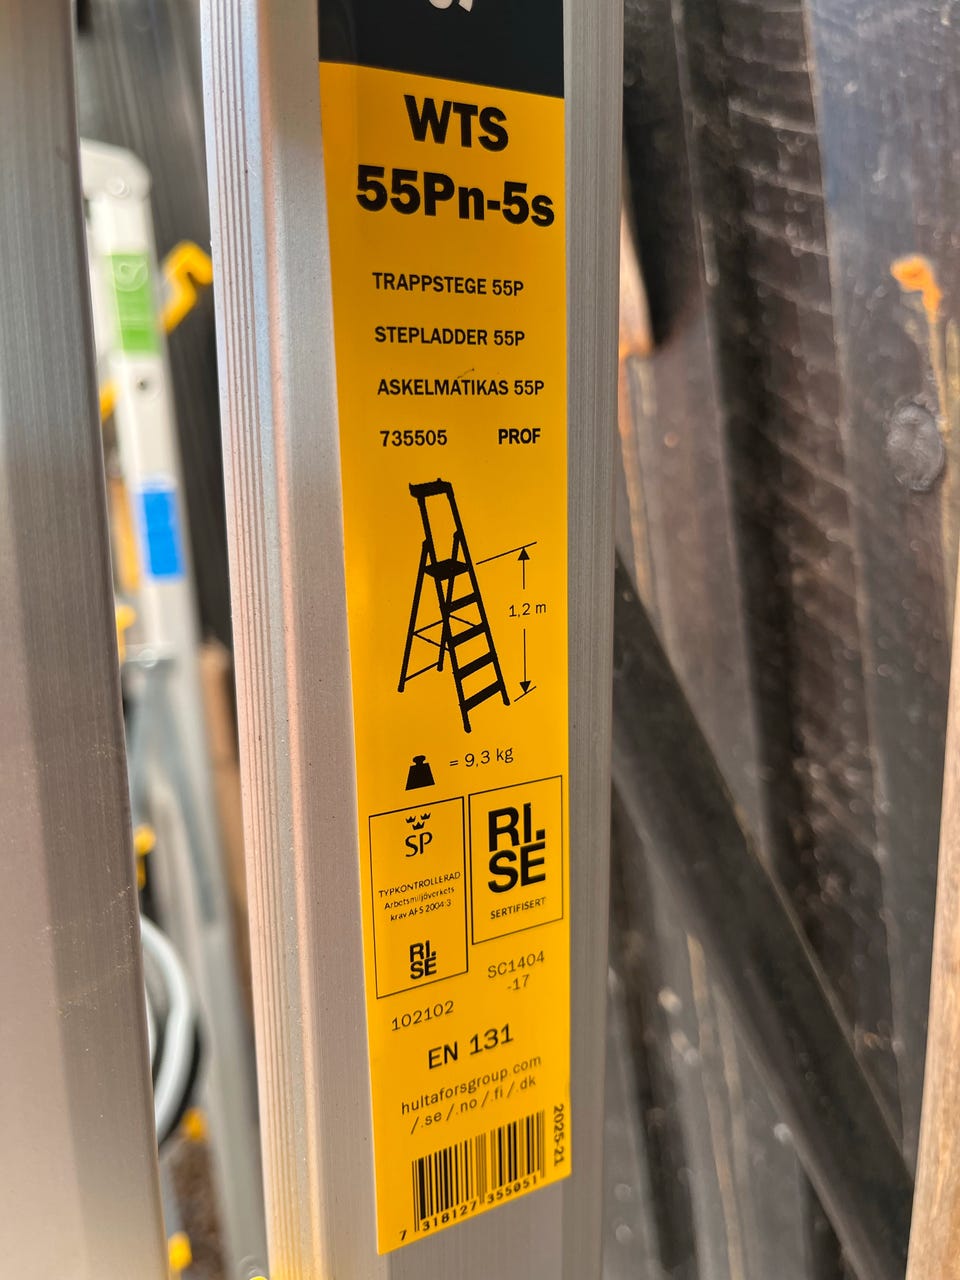 WTS
55Pn-5s
TRAPPSTEGE 55P
STEPLADDER 55P
ASKELMATIKAS 55P
735505 PROF
1,2 m
= 9,3 kg
SP
TYPKONTROLLERAD
Arbetsmiljöverkets
krav AFS 2004:3
RI.
SE
RI.
SE
SERTIFISERT
102102
SC1404
-17
EN 131
hultaforsgroup.com
/.se /.no /.fi /.dk
2025-21
7 318127 355051